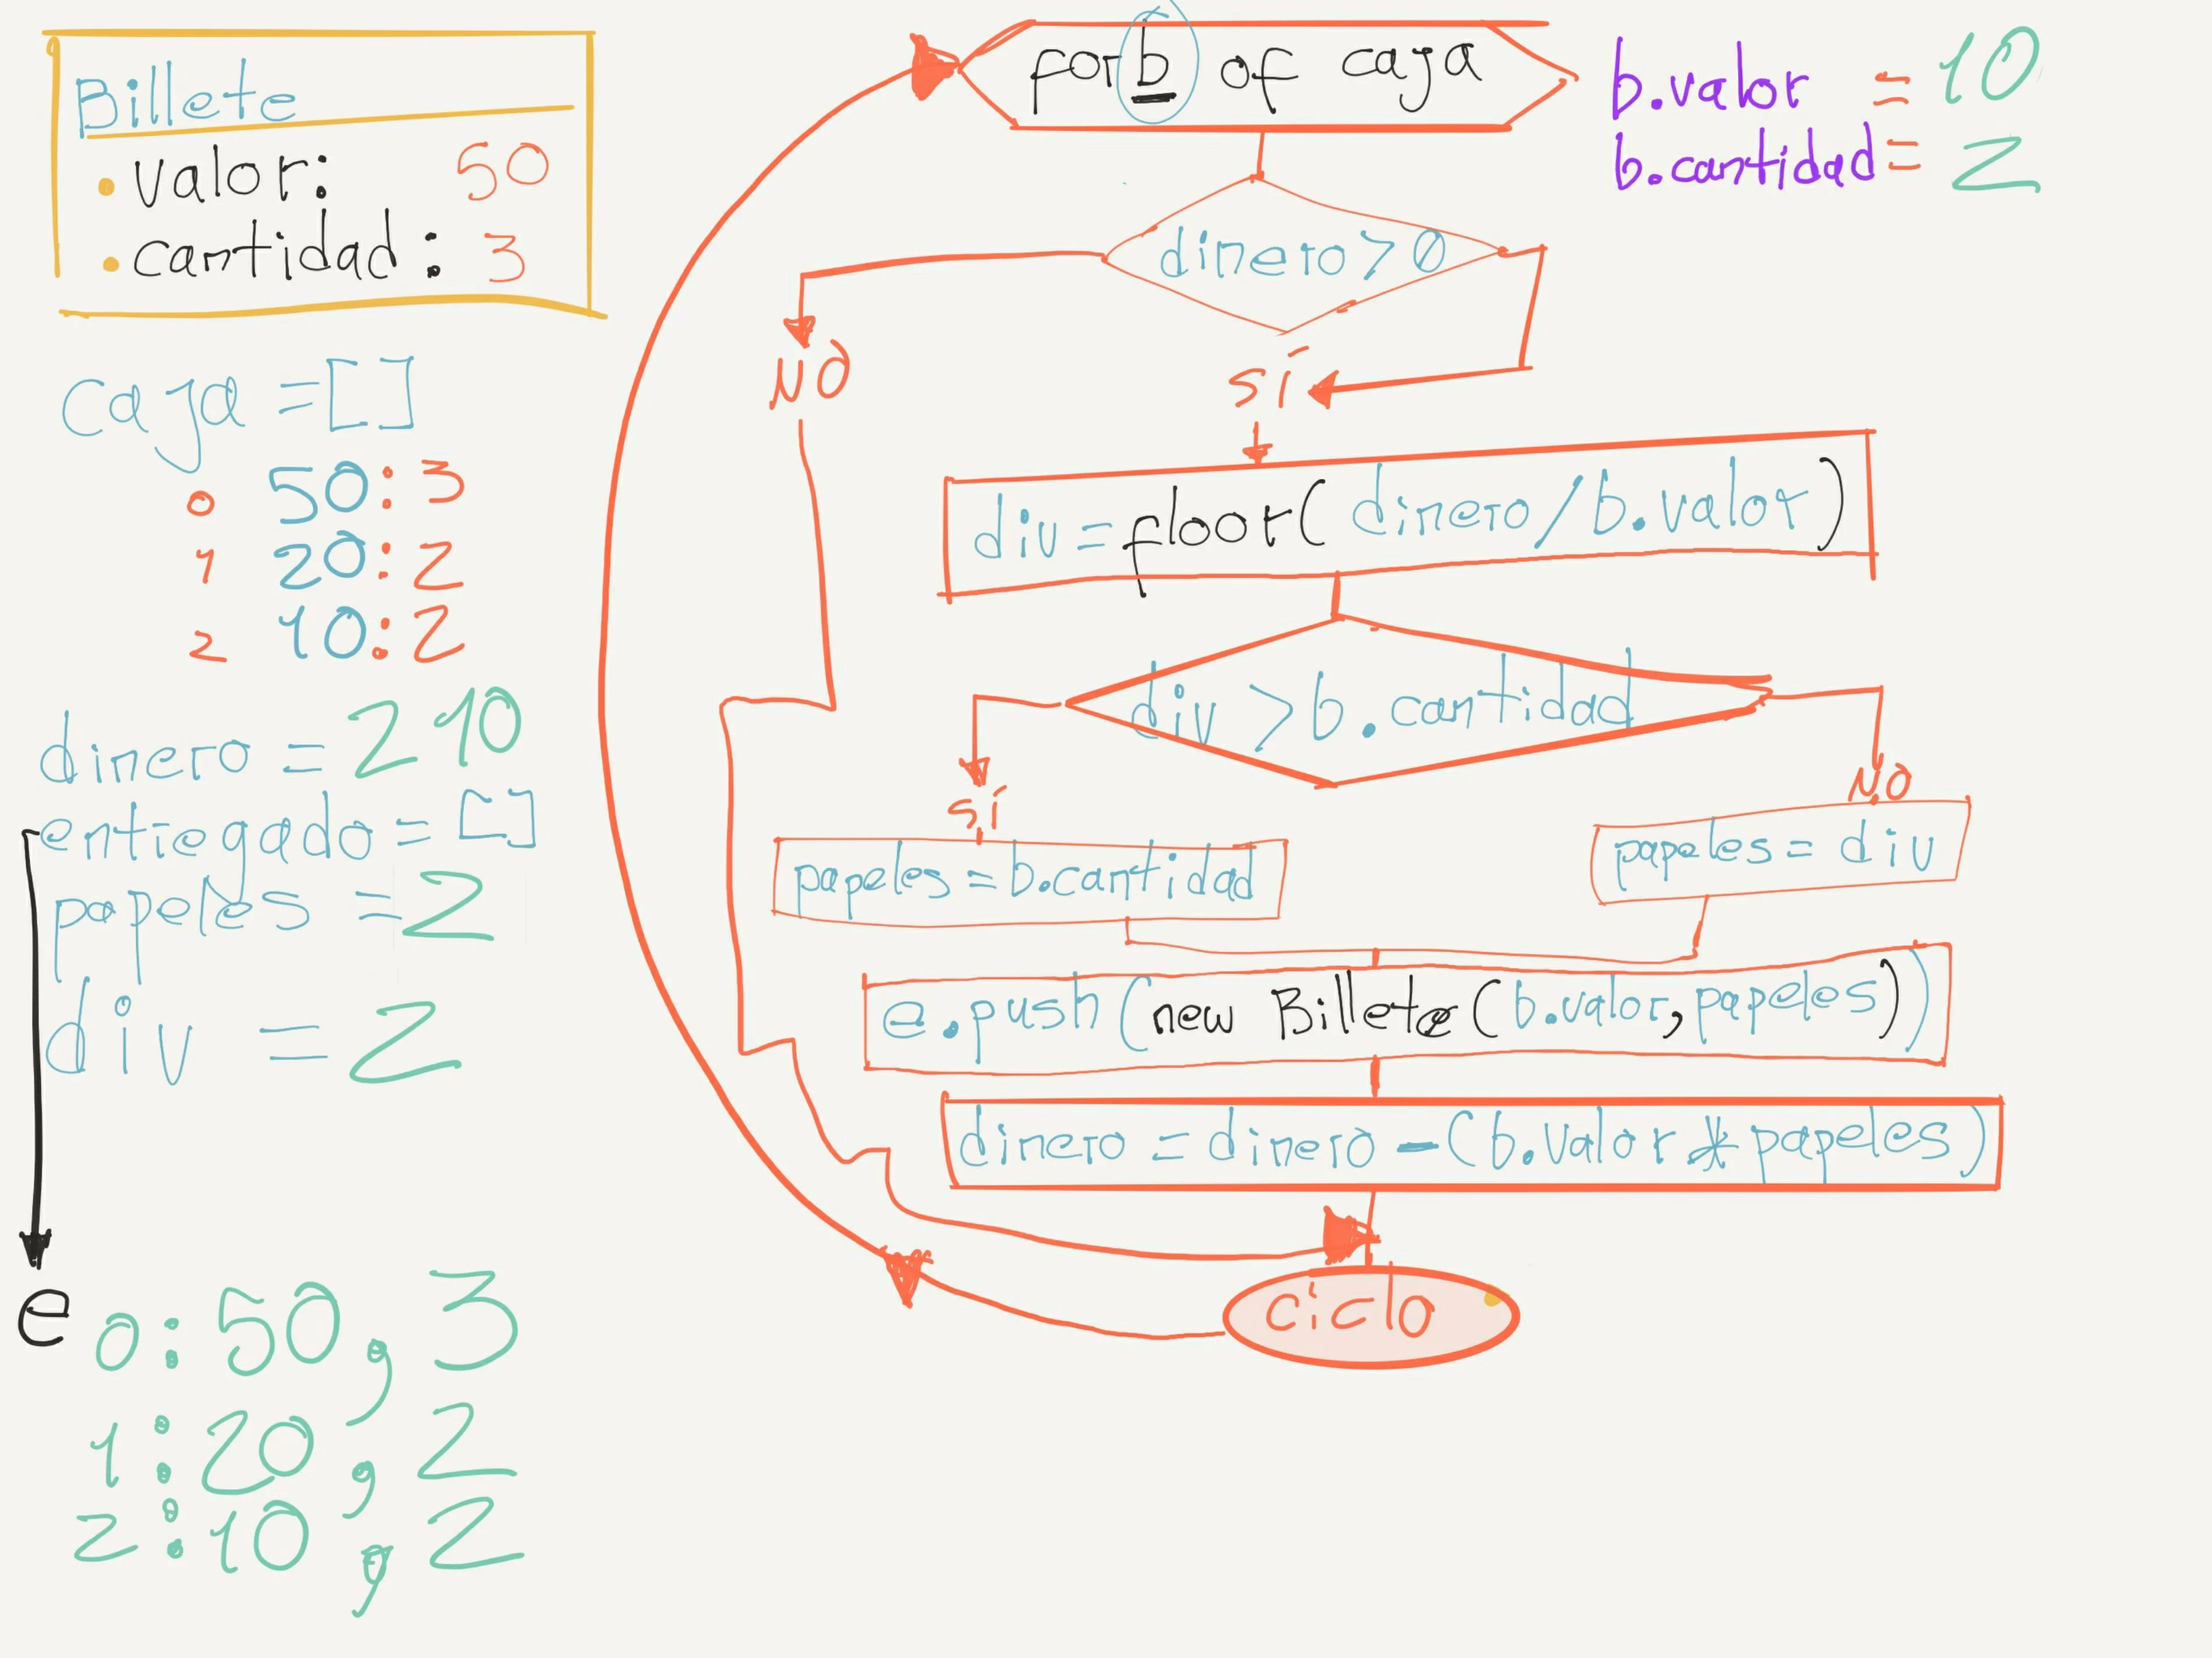 Billete
• valor: 50
• cantidad: 3
caja = []
0 50:3
1 20:2
2 10:2
dinero = 210
entregado = []
papeles = 2
div = 2
e 0:50,3
1:20,2
2:10,2
for b of caja
b.valor = 10
b.cantidad = 2
dinero > 0
NO
SÍ
div = floor( dinero / b.valor )
div > b.cantidad
SÍ
NO
papeles = b.cantidad
papeles = div
e.push(new Billete(b.valor, papeles))
dinero = dinero - (b.valor * papeles)
ciclo